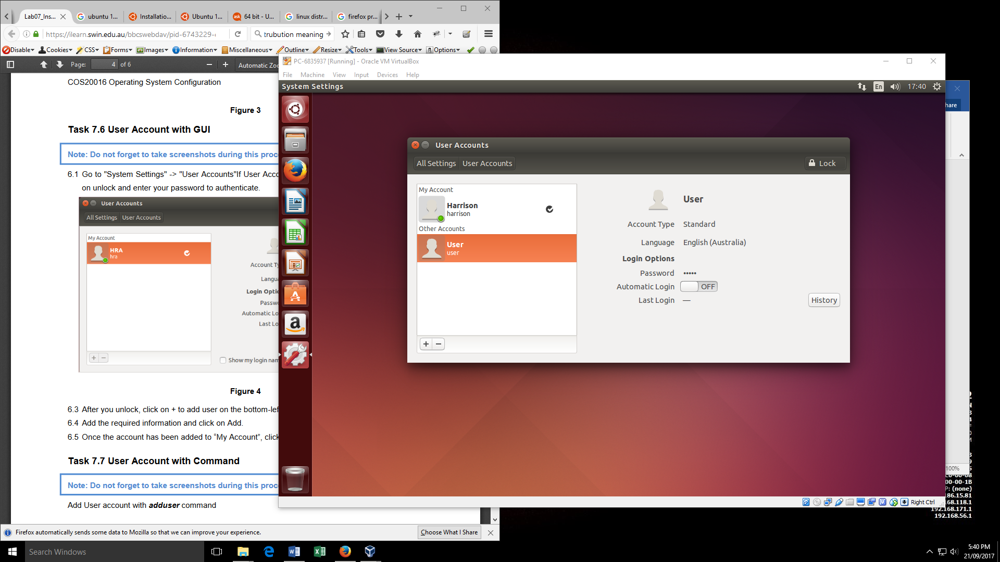 Lab07_Ins...
ubuntu 1...
Installatio...
Ubuntu 1...
64 bit - U...
linux distr...
firefox pr...
https://ilearn.swin.edu.au/bbcswebdav/pid-6743229-
trubution meaning
Disable
Cookies
CSS
Forms
Images
Information
Miscellaneous
Outline
Resize
Tools
View Source
Options
Page: 4 of 6
Automatic Zo
COS20016 Operating System Configuration
Figure 3
Task 7.6 User Account with GUI
Note: Do not forget to take screenshots during this proc
6.1 Go to "System Settings" -> "User Accounts"If User Acc
on unlock and enter your password to authenticate.
User Accounts
All Settings
User Accounts
My Account
HRA
hra
Account Ty
Langua
Login Optio
Passw
Automatic Lo
Last Lo
+ −
Show my login nam
Figure 4
6.3 After you unlock, click on + to add user on the bottom-lef
6.4 Add the required information and click on Add.
6.5 Once the account has been added to “My Account”, click
Task 7.7 User Account with Command
Note: Do not forget to take screenshots during this proc
Add User account with adduser command
Firefox automatically sends some data to Mozilla so that we can improve your experience.
Choose What I Share
PC-6835937 [Running] - Oracle VM VirtualBox
File Machine View Input Devices Help
System Settings
En
17:40
User Accounts
All Settings
User Accounts
Lock
My Account
Harrison
harrison
Other Accounts
User
user
+ −
User
Account Type Standard
Language English (Australia)
Login Options
Password •••••
Automatic Login OFF
Last Login —
History
Right Ctrl
hare
100%
00-1B
P: (none)
186.15.81
.168.118.1
192.168.171.1
192.168.56.1
Search Windows
5:40 PM
21/09/2017